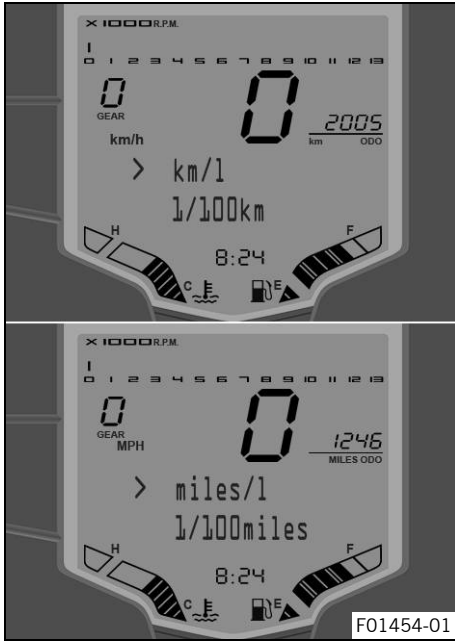 X1000 R.P.M.
0 1 2 3 4 5 6 7 8 9 10 11 12 13
0 0 2005
GEAR km ODO
km/h
> km/l
l/100km
H F
8:24
C E
X1000 R.P.M.
0 1 2 3 4 5 6 7 8 9 10 11 12 13
0 0 1246
GEAR MILES ODO
MPH
> miles/l
l/100miles
H F
8:24
C E
F01454-01